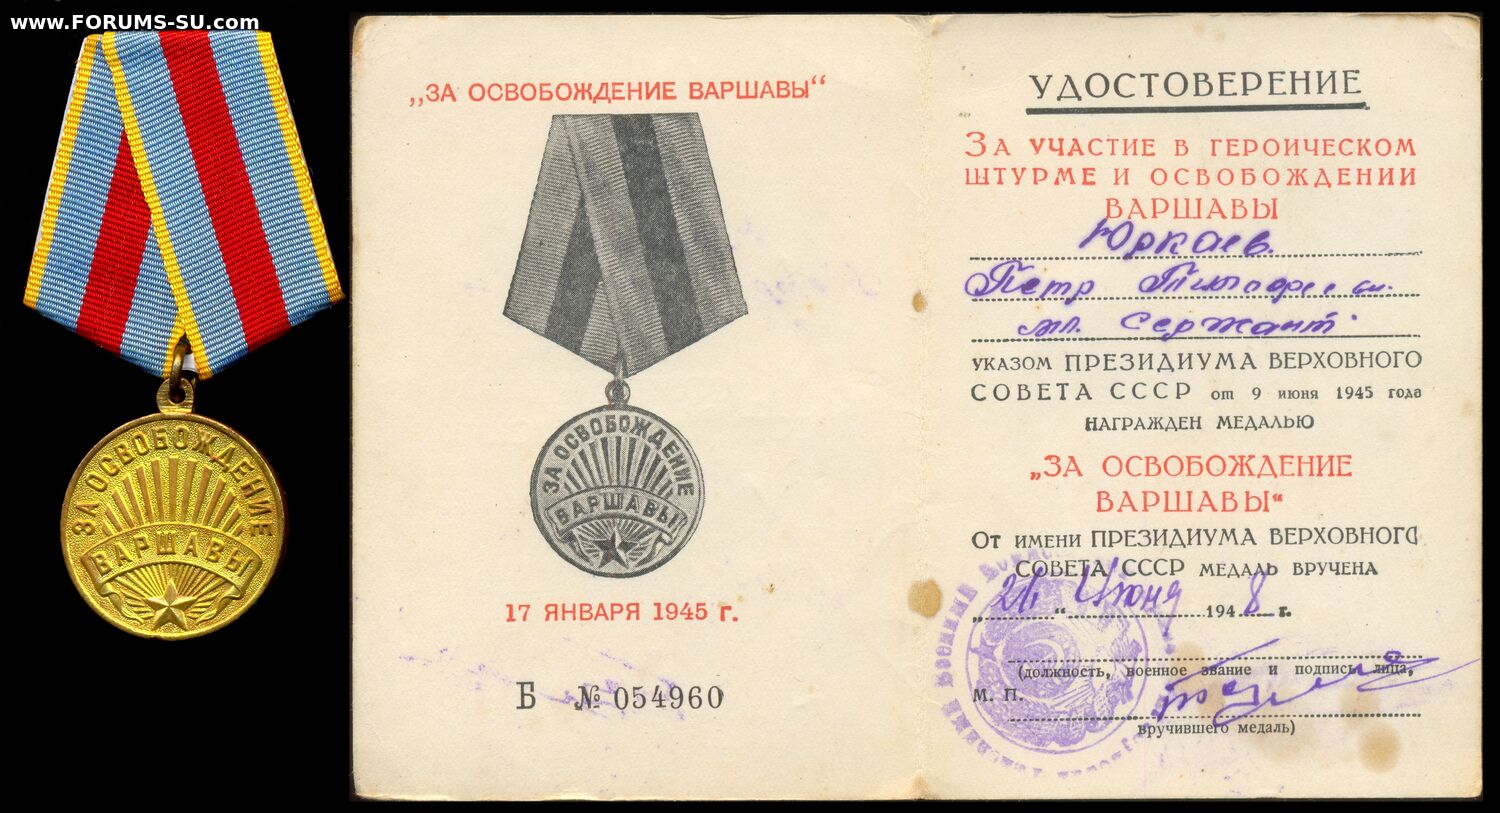 www.FORUMS-SU.com
ЗА ОСВОБОЖДЕНИЕ
ВАРШАВЫ
„ЗА ОСВОБОЖДЕНИЕ ВАРШАВЫ“
ЗА ОСВОБОЖДЕНИЕ
ВАРШАВЫ
17 ЯНВАРЯ 1945 г.
Б № 054960
УДОСТОВЕРЕНИЕ
ЗА УЧАСТИЕ В ГЕРОИЧЕСКОМ
ШТУРМЕ И ОСВОБОЖДЕНИИ
ВАРШАВЫ
Юркаев
Петр
мл. сержант
УКАЗОМ ПРЕЗИДИУМА ВЕРХОВНОГО
СОВЕТА СССР от 9 июня 1945 года
НАГРАЖДЕН МЕДАЛЬЮ
„ЗА ОСВОБОЖДЕНИЕ
ВАРШАВЫ“
От имени ПРЕЗИДИУМА ВЕРХОВНОГО
СОВЕТА СССР МЕДАЛЬ ВРУЧЕНА
„ “ 1948 г.
(должность, военное звание и подпись лица,
М. П.
вручившего медаль)